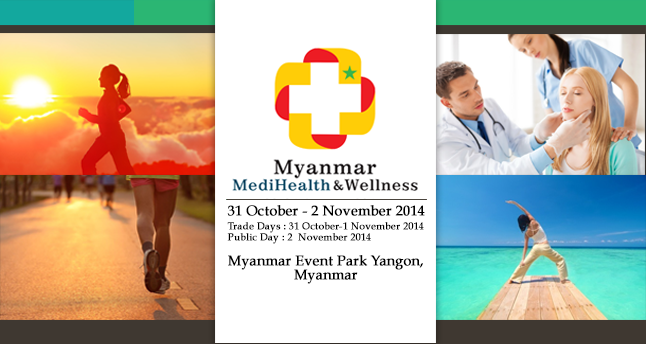 Myanmar
MediHealth & Wellness
31 October - 2 November 2014
Trade Days : 31 October-1 November 2014
Public Day : 2 November 2014
Myanmar Event Park Yangon,
Myanmar